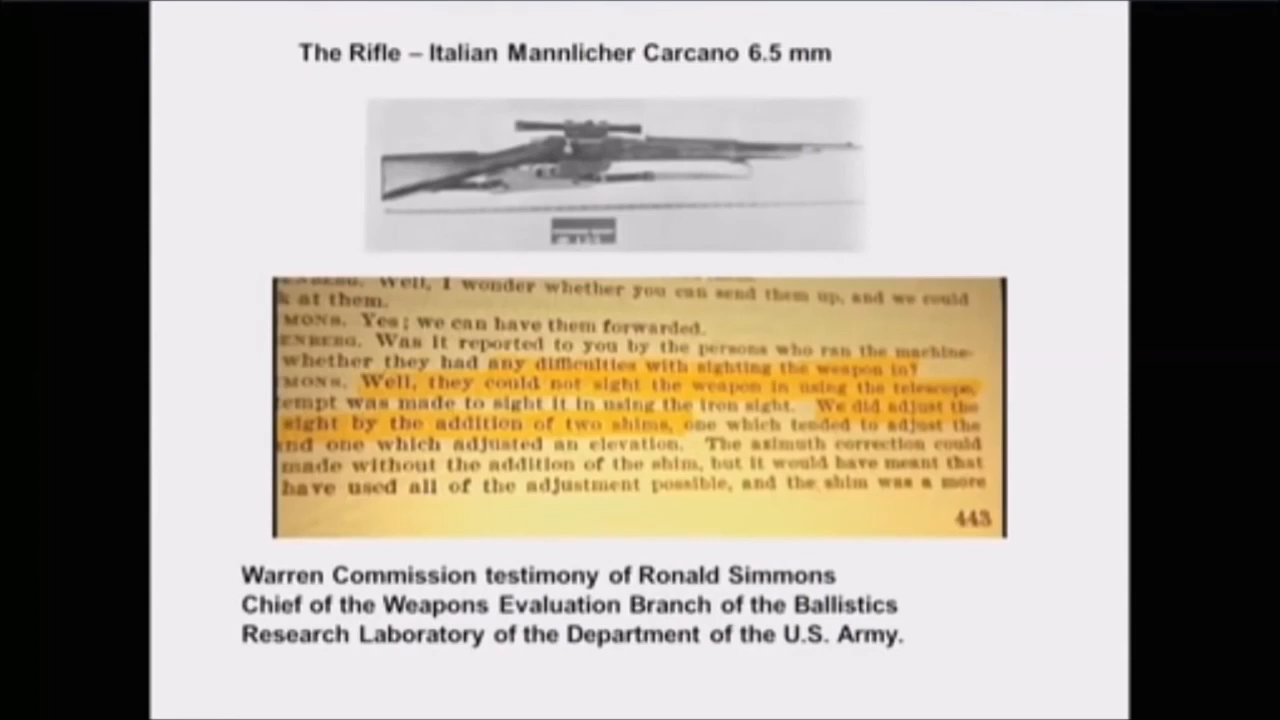 The Rifle – Italian Mannlicher Carcano 6.5 mm
Well, I wonder whether you can send them up, and we could
k at them.
MONS. Yes; we can have them forwarded.
ENBERG. Was it reported to you by the persons who ran the machine-
whether they had any difficulties with sighting the weapon in?
MONS. Well, they could not sight the weapon in using the telescope,
tempt was made to sight it in using the iron sight. We did adjust the
sight by the addition of two shims, one which tended to adjust the
nd one which adjusted an elevation. The azimuth correction could
made without the addition of the shim, but it would have meant that
have used all of the adjustment possible, and the shim was a more
443
Warren Commission testimony of Ronald Simmons
Chief of the Weapons Evaluation Branch of the Ballistics
Research Laboratory of the Department of the U.S. Army.